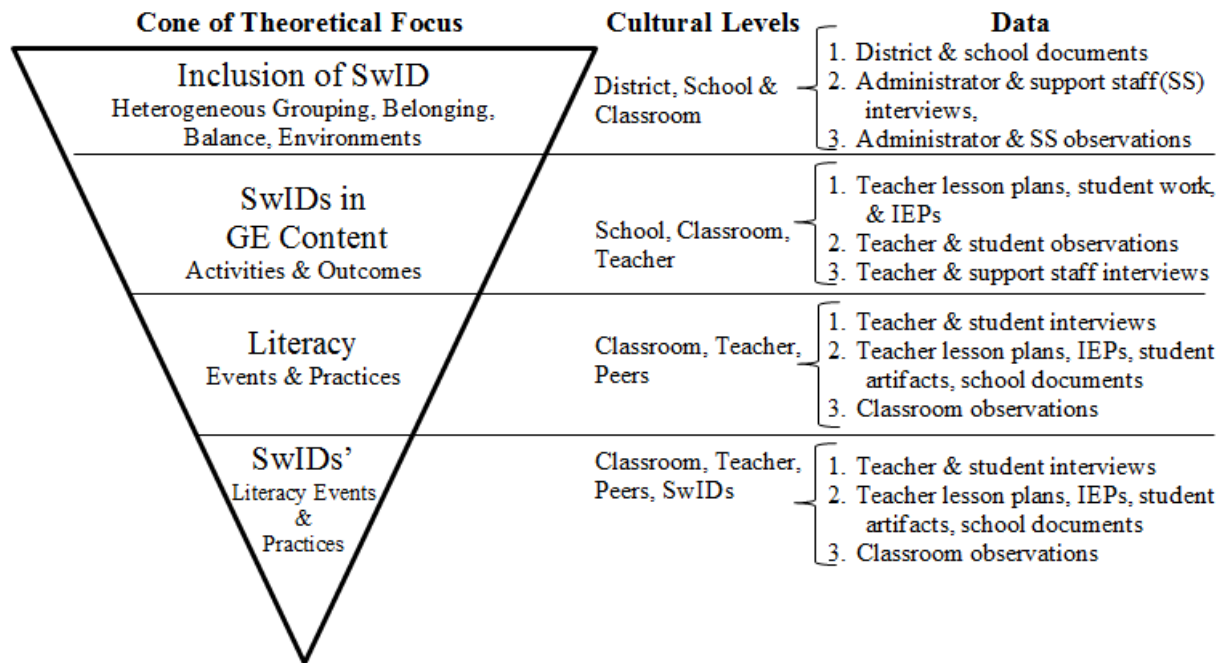 Cone of Theoretical Focus
Cultural Levels
Data
Inclusion of SwID
Heterogeneous Grouping, Belonging,
Balance, Environments
District, School &
Classroom
1. District & school documents
2. Administrator & support staff(SS)
interviews,
3. Administrator & SS observations
SwIDs in
GE Content
Activities & Outcomes
School, Classroom,
Teacher
1. Teacher lesson plans, student work,
& IEPs
2. Teacher & student observations
3. Teacher & support staff interviews
Literacy
Events & Practices
Classroom, Teacher,
Peers
1. Teacher & student interviews
2. Teacher lesson plans, IEPs, student
artifacts, school documents
3. Classroom observations
SwIDs’
Literacy Events
&
Practices
Classroom, Teacher,
Peers, SwIDs
1. Teacher & student interviews
2. Teacher lesson plans, IEPs, student
artifacts, school documents
3. Classroom observations